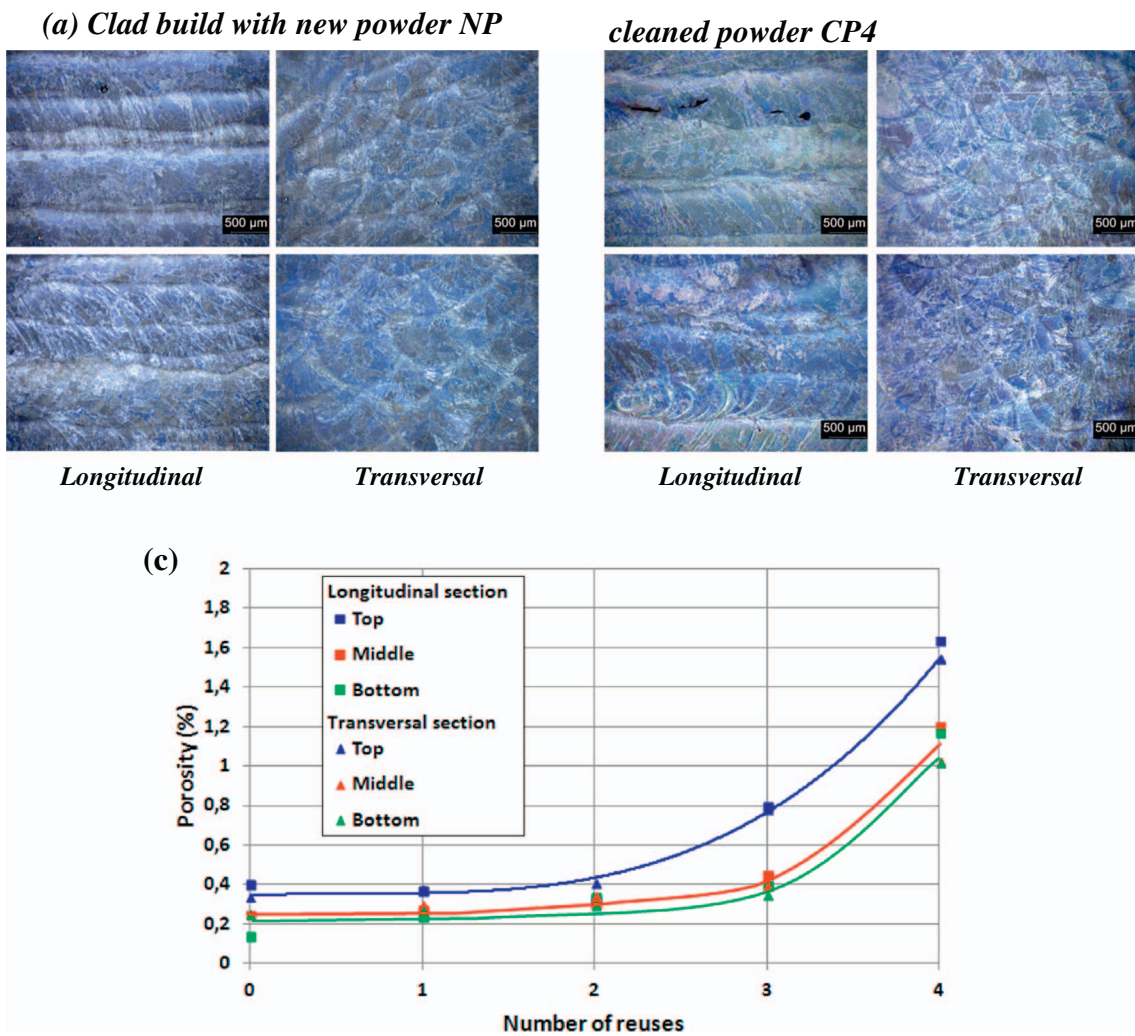 (a) Clad build with new powder NP
cleaned powder CP4
500 µm
500 µm
500 µm
500 µm
500 µm
500 µm
500 µm
500 µm
Longitudinal
Transversal
Longitudinal
Transversal
(c)
2
1,8
1,6
1,4
1,2
1
0,8
0,6
0,4
0,2
0
Porosity (%)
Longitudinal section
Top
Middle
Bottom
Transversal section
Top
Middle
Bottom
0
1
2
3
4
Number of reuses